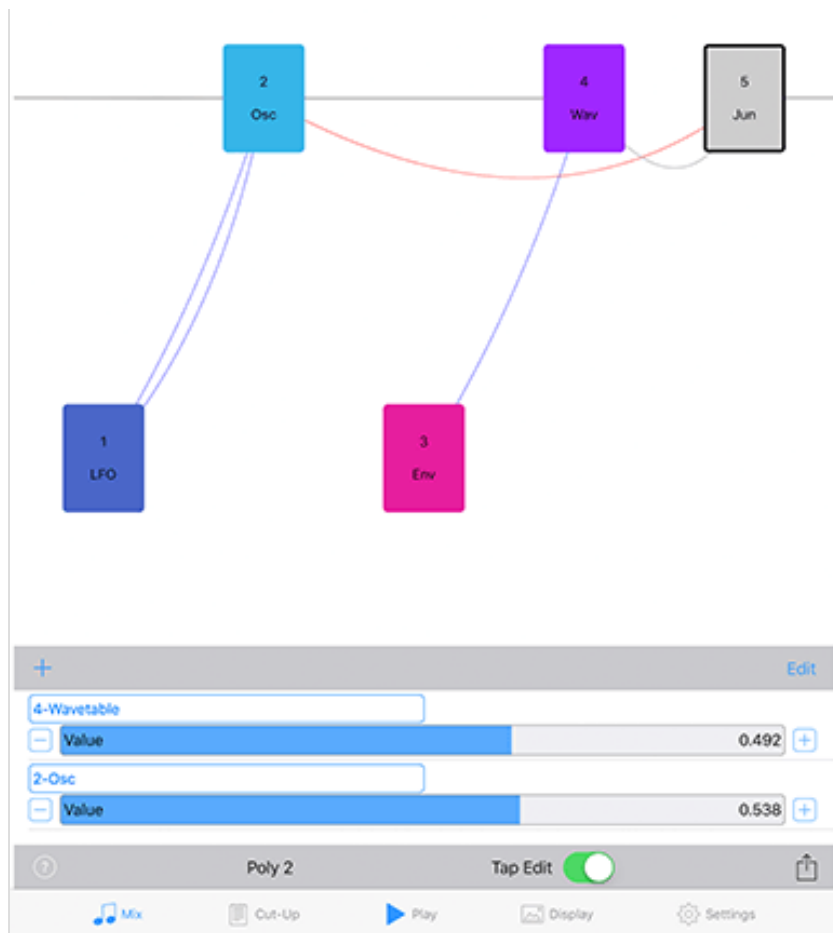 2
Osc
4
Wav
5
Jun
1
LFO
3
Env
+ Edit
4-Wavetable
− Value 0.492 +
2-Osc
− Value 0.538 +
? Poly 2 Tap Edit
Mix Cut-Up Play Display Settings